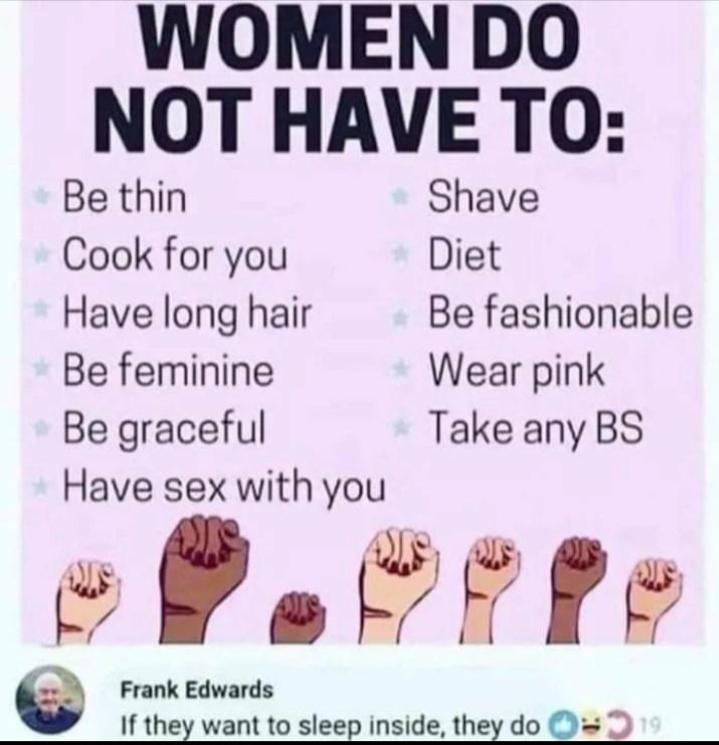 WOMEN DO
NOT HAVE TO:
Be thin
Cook for you
Have long hair
Be feminine
Be graceful
Have sex with you
Shave
Diet
Be fashionable
Wear pink
Take any BS
Frank Edwards
If they want to sleep inside, they do 19